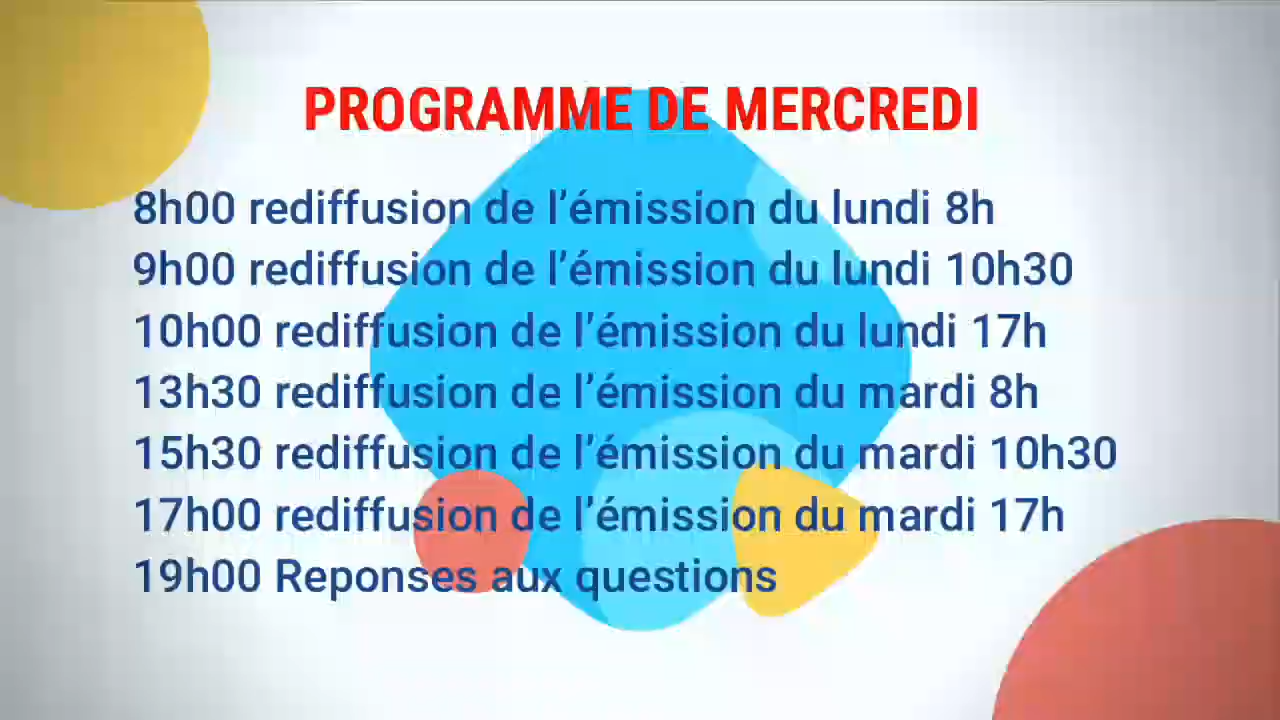 PROGRAMME DE MERCREDI
8h00 rediffusion de l’émission du lundi 8h
9h00 rediffusion de l’émission du lundi 10h30
10h00 rediffusion de l’émission du lundi 17h
13h30 rediffusion de l’émission du mardi 8h
15h30 rediffusion de l’émission du mardi 10h30
17h00 rediffusion de l’émission du mardi 17h
19h00 Reponses aux questions